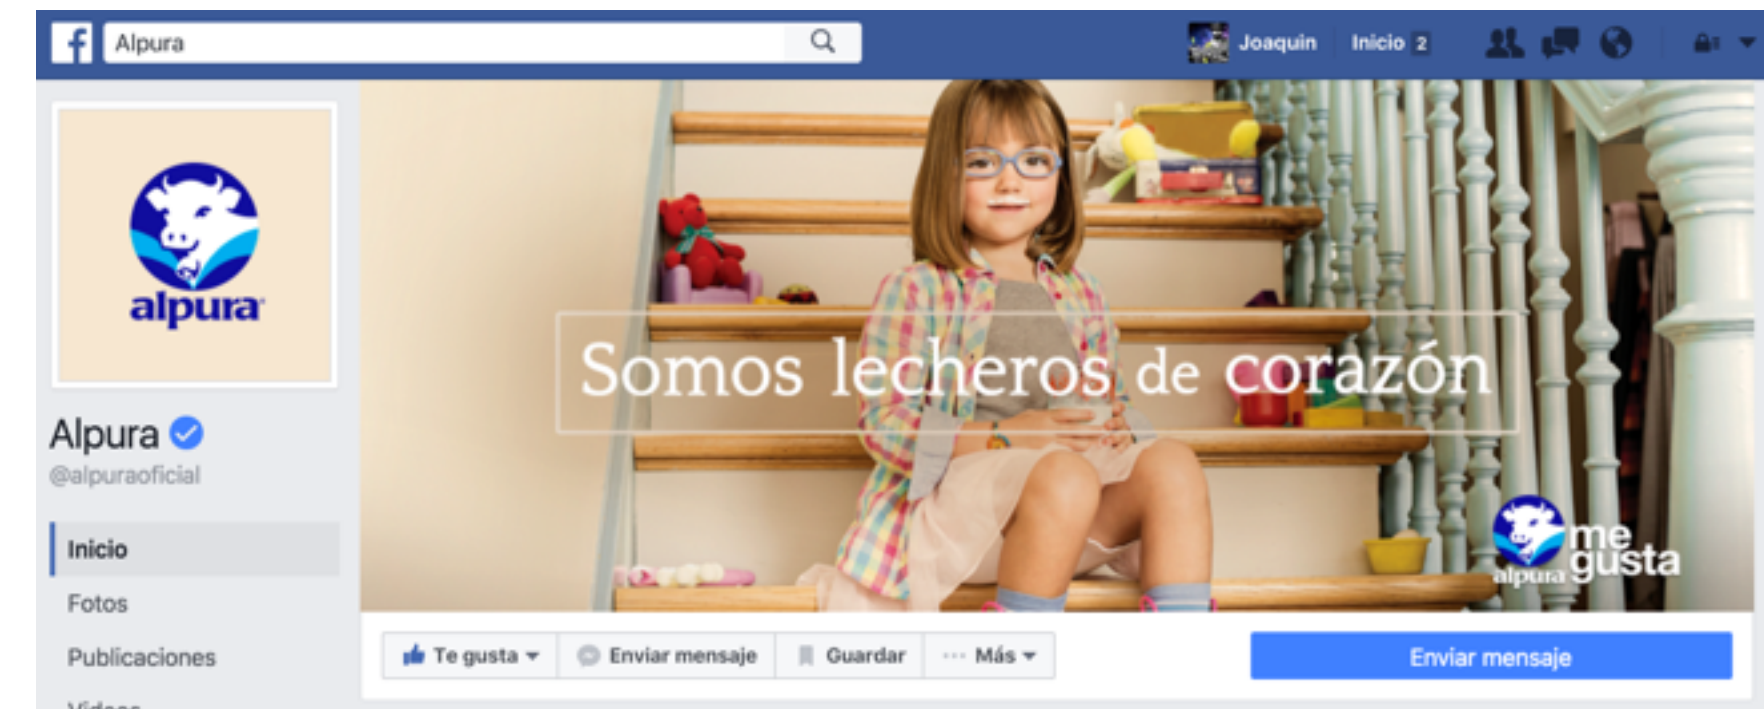 Alpura
Joaquin Inicio 2
alpura
Somos lecheros de corazón
Alpura
@alpuraoficial
me gusta
alpura
Inicio
Fotos
Publicaciones
Videos
Te gusta Enviar mensaje Guardar ··· Más
Enviar mensaje